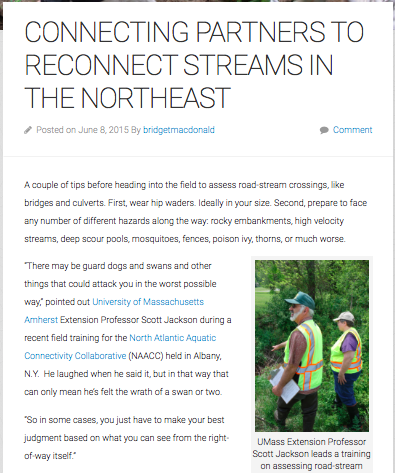 CONNECTING PARTNERS TO
RECONNECT STREAMS IN
THE NORTHEAST
Posted on June 8, 2015 By bridgetmacdonald
Comment
A couple of tips before heading into the field to assess road-stream crossings, like
bridges and culverts. First, wear hip waders. Ideally in your size. Second, prepare to face
any number of different hazards along the way: rocky embankments, high velocity
streams, deep scour pools, mosquitoes, fences, poison ivy, thorns, or much worse.
"There may be guard dogs and swans and other
things that could attack you in the worst possible
way," pointed out University of Massachusetts
Amherst Extension Professor Scott Jackson during a
recent field training for the North Atlantic Aquatic
Connectivity Collaborative (NAACC) held in Albany,
N.Y. He laughed when he said it, but in that way that
can only mean he's felt the wrath of a swan or two.
"So in some cases, you just have to make your best
judgment based on what you can see from the right-
of-way itself."
UMass Extension Professor
Scott Jackson leads a training
on assessing road-stream